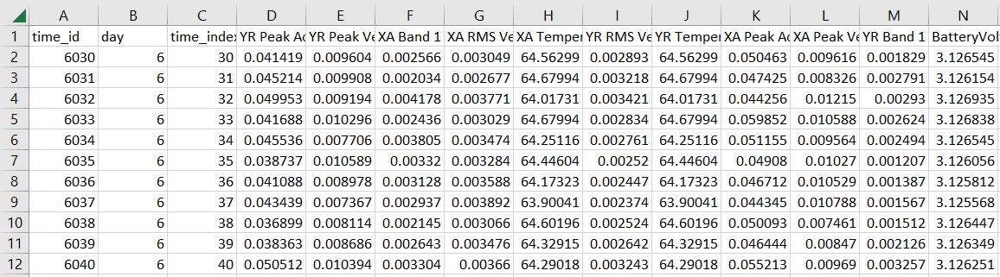 A B C D E F G H I J K L M N
1 time_id day time_index YR Peak Ac YR Peak Ve XA Band 1 XA RMS Ve XA Temper YR RMS Ve YR Temper XA Peak Ac XA Peak Ve YR Band 1 BatteryVolt
2 6030 6 30 0.041419 0.009604 0.002566 0.003049 64.56299 0.002893 64.56299 0.050463 0.009616 0.001829 3.126545
3 6031 6 31 0.045214 0.009908 0.002034 0.002677 64.67994 0.003218 64.67994 0.047425 0.008326 0.002791 3.126154
4 6032 6 32 0.049953 0.009194 0.004178 0.003771 64.01731 0.003421 64.01731 0.044256 0.01215 0.00293 3.126935
5 6033 6 33 0.041688 0.010296 0.002436 0.003029 64.67994 0.002834 64.67994 0.059852 0.010588 0.002624 3.126838
6 6034 6 34 0.045536 0.007706 0.003805 0.003474 64.25116 0.002761 64.25116 0.051155 0.009564 0.002494 3.126545
7 6035 6 35 0.038737 0.010589 0.00332 0.003284 64.44604 0.00252 64.44604 0.04908 0.01027 0.001207 3.126056
8 6036 6 36 0.041088 0.008978 0.003128 0.003588 64.17323 0.002447 64.17323 0.046712 0.010529 0.001387 3.125812
9 6037 6 37 0.043439 0.007367 0.002937 0.003892 63.90041 0.002374 63.90041 0.044345 0.010788 0.001567 3.125568
10 6038 6 38 0.036899 0.008114 0.002145 0.003066 64.60196 0.002524 64.60196 0.050093 0.007461 0.001512 3.126447
11 6039 6 39 0.038363 0.008686 0.002643 0.003476 64.32915 0.002642 64.32915 0.046444 0.00847 0.002126 3.126349
12 6040 6 40 0.050512 0.010394 0.003304 0.00366 64.29018 0.003243 64.29018 0.055213 0.00969 0.003257 3.126251